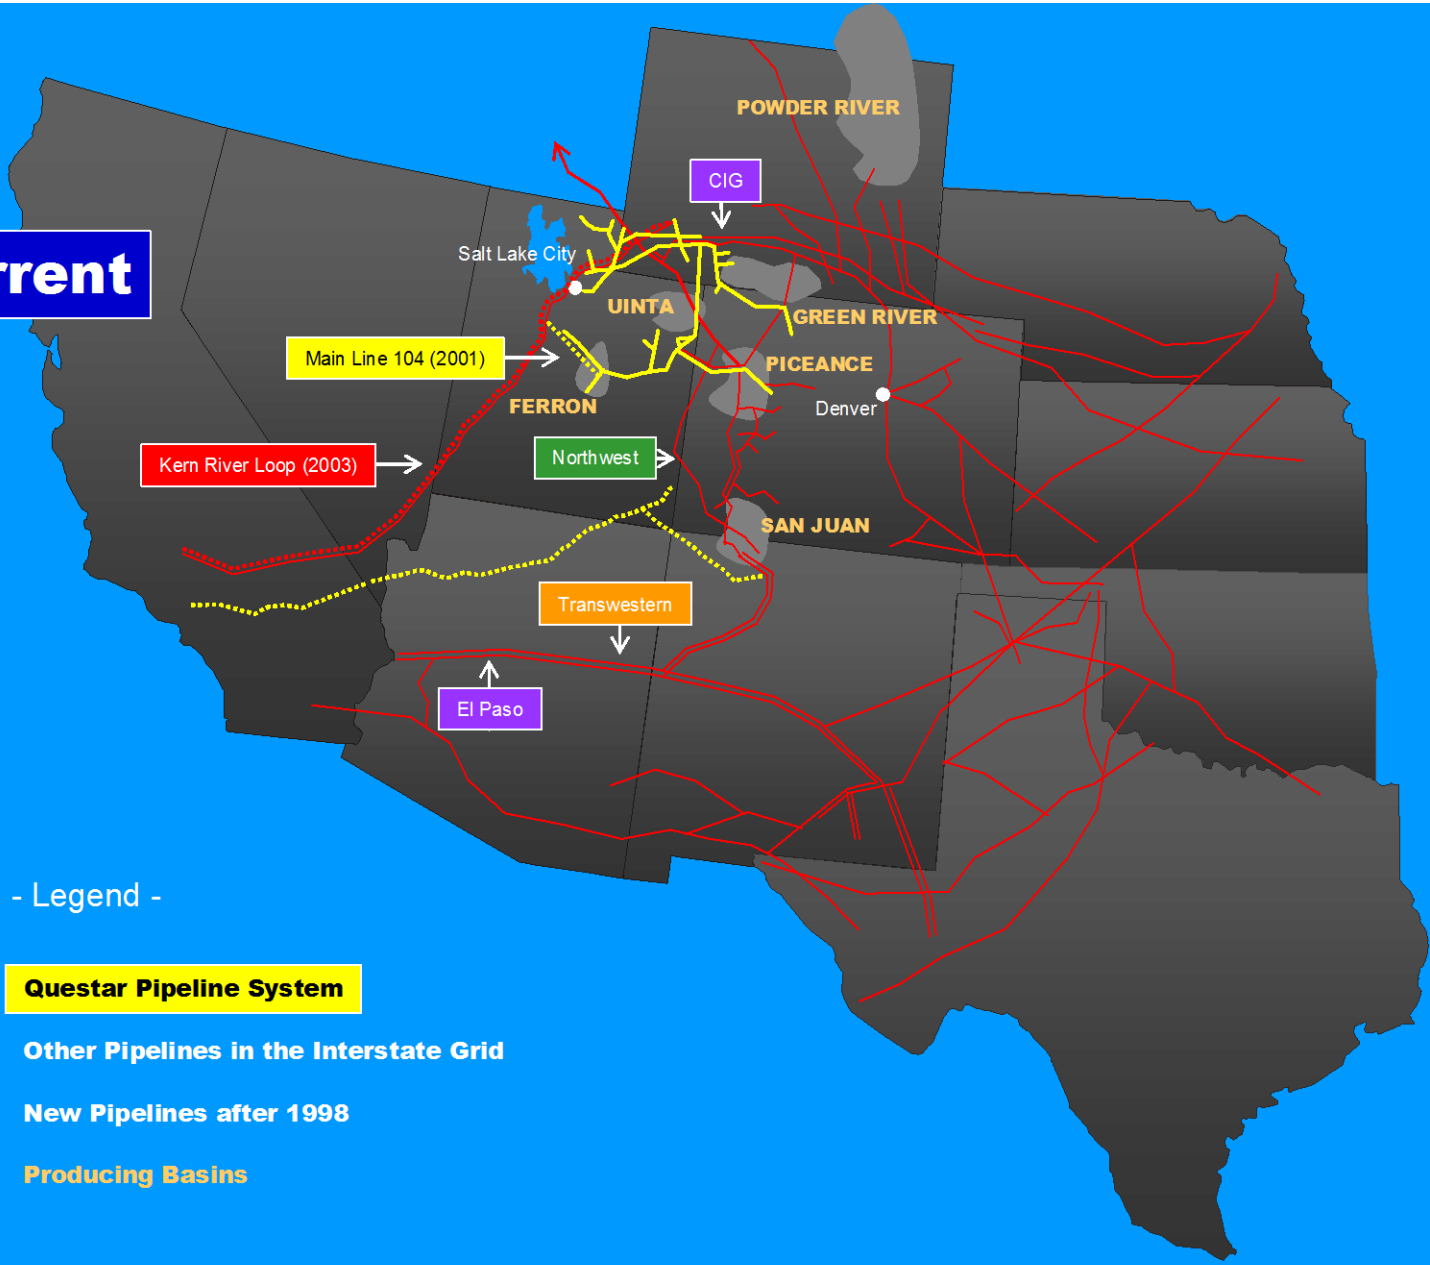 POWDER RIVER
CIG
Salt Lake City
rrent
UINTA
GREEN RIVER
Main Line 104 (2001)
PICEANCE
FERRON
Denver
Kern River Loop (2003)
Northwest
SAN JUAN
Transwestern
El Paso
- Legend -
Questar Pipeline System
Other Pipelines in the Interstate Grid
New Pipelines after 1998
Producing Basins